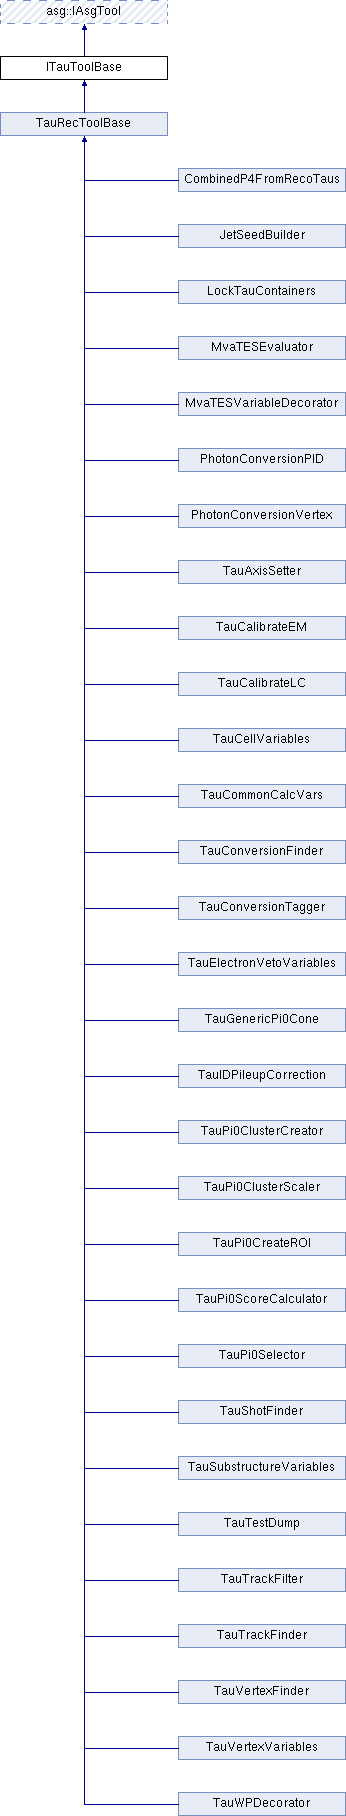 asg::IAsgTool
ITauToolBase
TauRecToolBase
CombinedP4FromRecoTaus
JetSeedBuilder
LockTauContainers
MvaTESEvaluator
MvaTESVariableDecorator
PhotonConversionPID
PhotonConversionVertex
TauAxisSetter
TauCalibrateEM
TauCalibrateLC
TauCellVariables
TauCommonCalcVars
TauConversionFinder
TauConversionTagger
TauElectronVetoVariables
TauGenericPi0Cone
TauIDPileupCorrection
TauPi0ClusterCreator
TauPi0ClusterScaler
TauPi0CreateROI
TauPi0ScoreCalculator
TauPi0Selector
TauShotFinder
TauSubstructureVariables
TauTestDump
TauTrackFilter
TauTrackFinder
TauVertexFinder
TauVertexVariables
TauWPDecorator